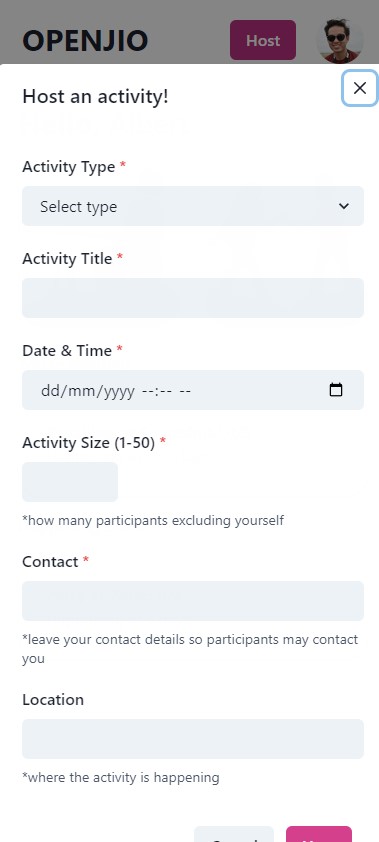 OPENJIO
Host
Host an activity!
Activity Type *
Select type
Activity Title *
Date & Time *
dd/mm/yyyy --:-- --
Activity Size (1-50) *
*how many participants excluding yourself
Contact *
*leave your contact details so participants may contact
you
Location
*where the activity is happening